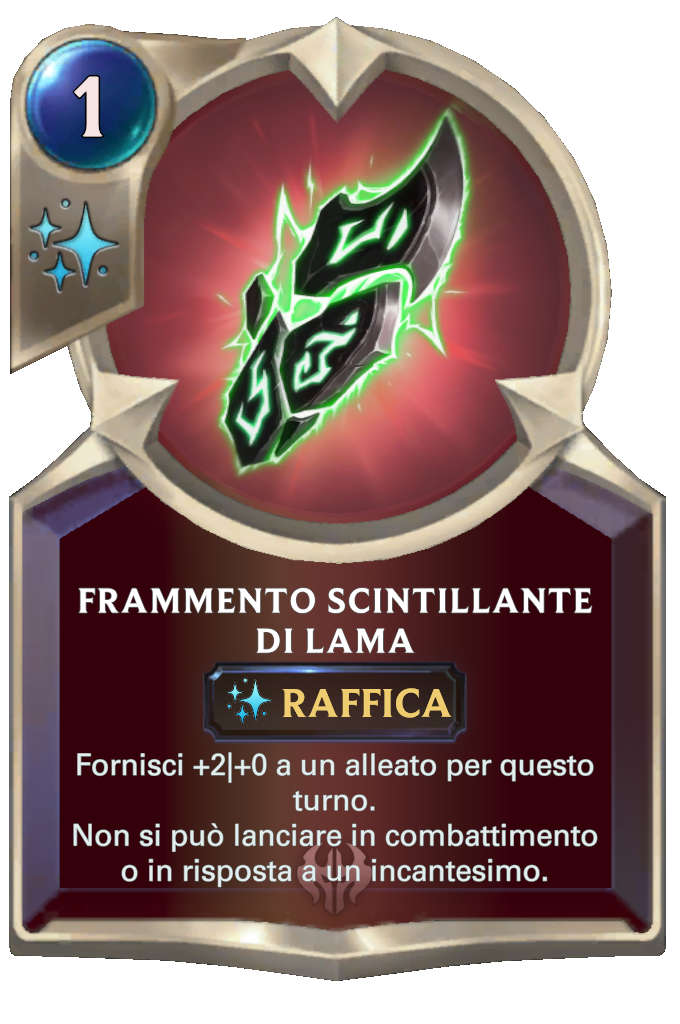 1
FRAMMENTO SCINTILLANTE
DI LAMA
RAFFICA
Fornisci +2|+0 a un alleato per questo
turno.
Non si può lanciare in combattimento
o in risposta a un incantesimo.